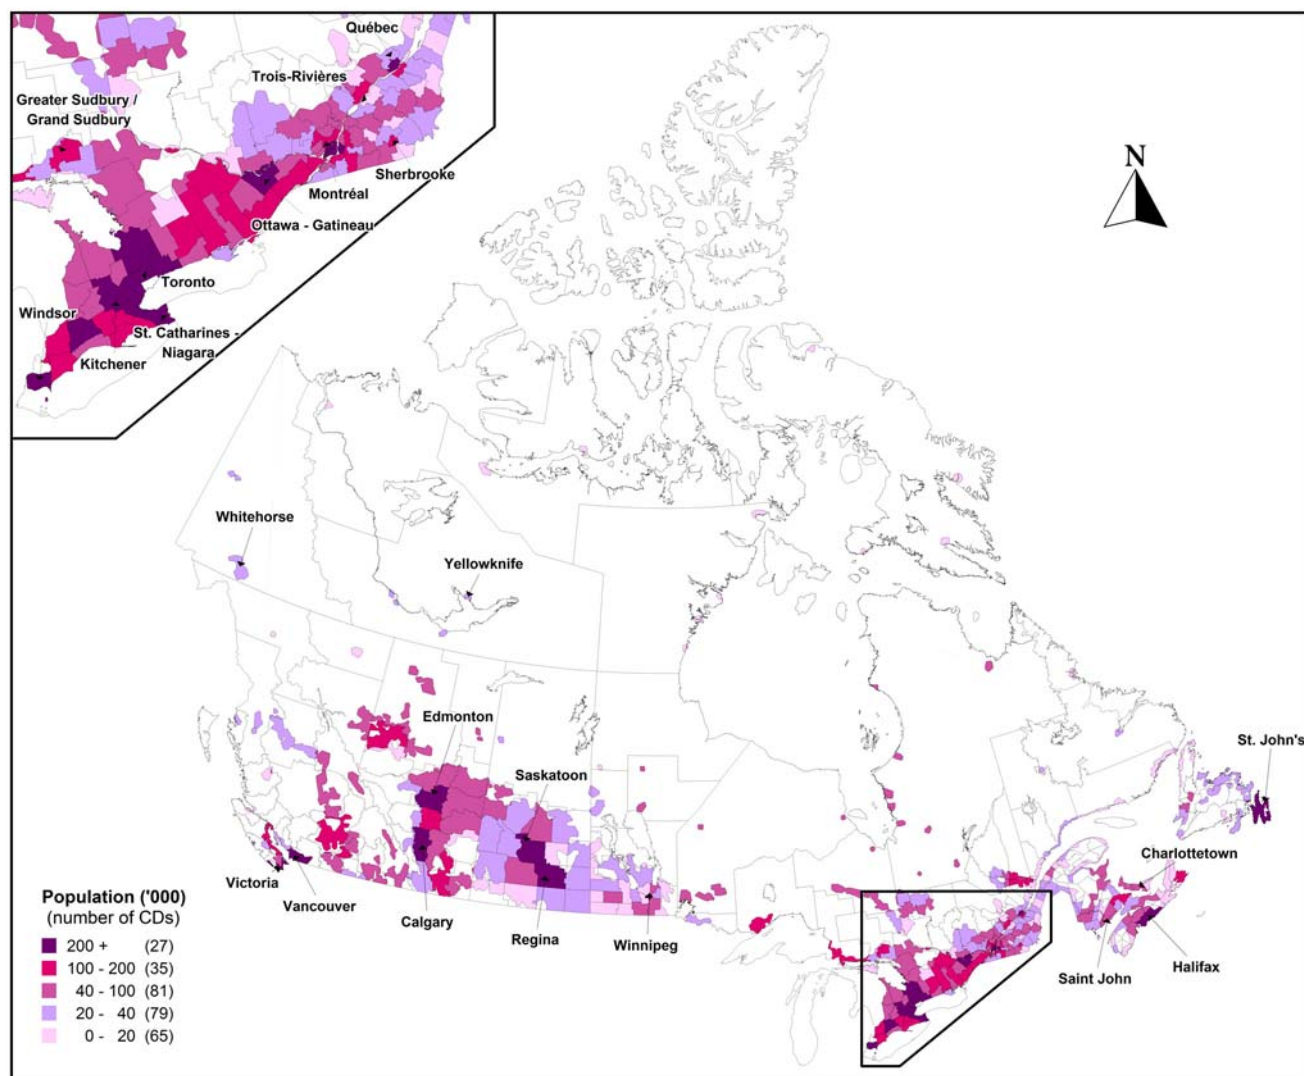 Québec
Trois-Rivières
Greater Sudbury /
Grand Sudbury
Sherbrooke
Montréal
Ottawa - Gatineau
Toronto
Windsor
St. Catharines -
Niagara
Kitchener
N
Whitehorse
Yellowknife
Edmonton
Saskatoon
St. John's
Charlottetown
Victoria
Vancouver
Calgary
Regina
Winnipeg
Saint John
Halifax
Population ('000)
(number of CDs)
200 + (27)
100 - 200 (35)
40 - 100 (81)
20 - 40 (79)
0 - 20 (65)